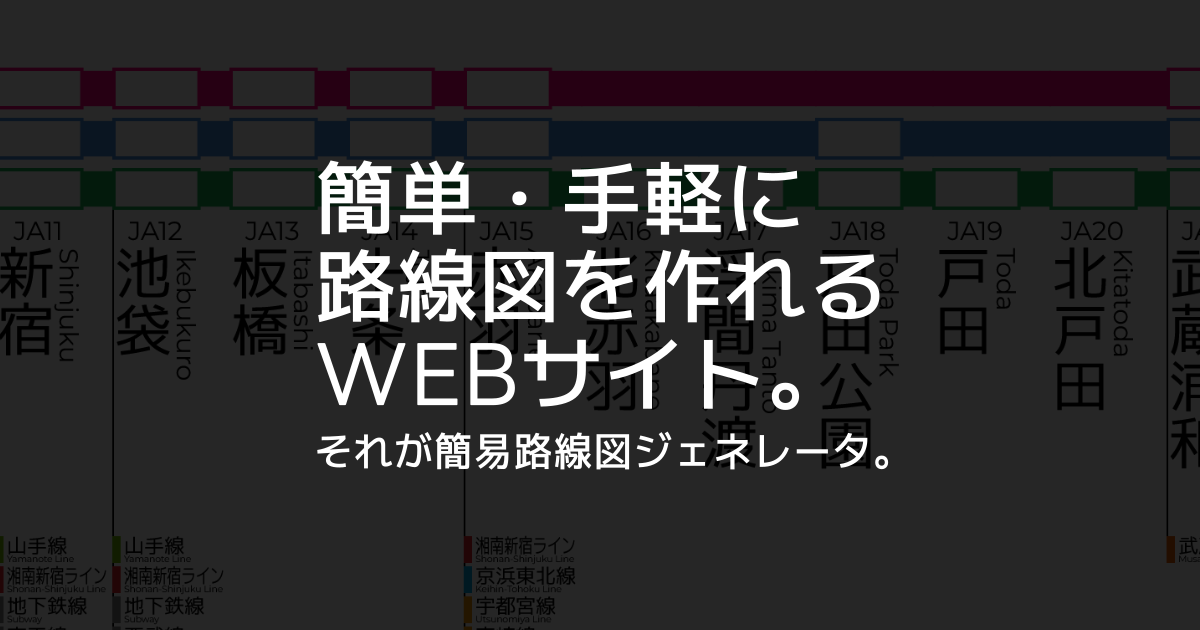 簡単・手軽に
路線図を作れる
WEBサイト。
それが簡易路線図ジェネレータ。
JA11
新宿
Shinjuku
JA12
池袋
Ikebukuro
JA13
板橋
Itabashi
JA14
JA15
JA16
JA17
JA18
戸田公園
Toda Park
JA19
戸田
Toda
JA20
北戸田
Kitatoda
武蔵浦和
山手線
Yamanote Line
湘南新宿ライン
Shonan-Shinjuku Line
地下鉄線
Subway
山手線
Yamanote Line
湘南新宿ライン
Shonan-Shinjuku Line
地下鉄線
Subway
湘南新宿ライン
Shonan-Shinjuku Line
京浜東北線
Keihin-Tohoku Line
宇都宮線
Utsunomiya Line